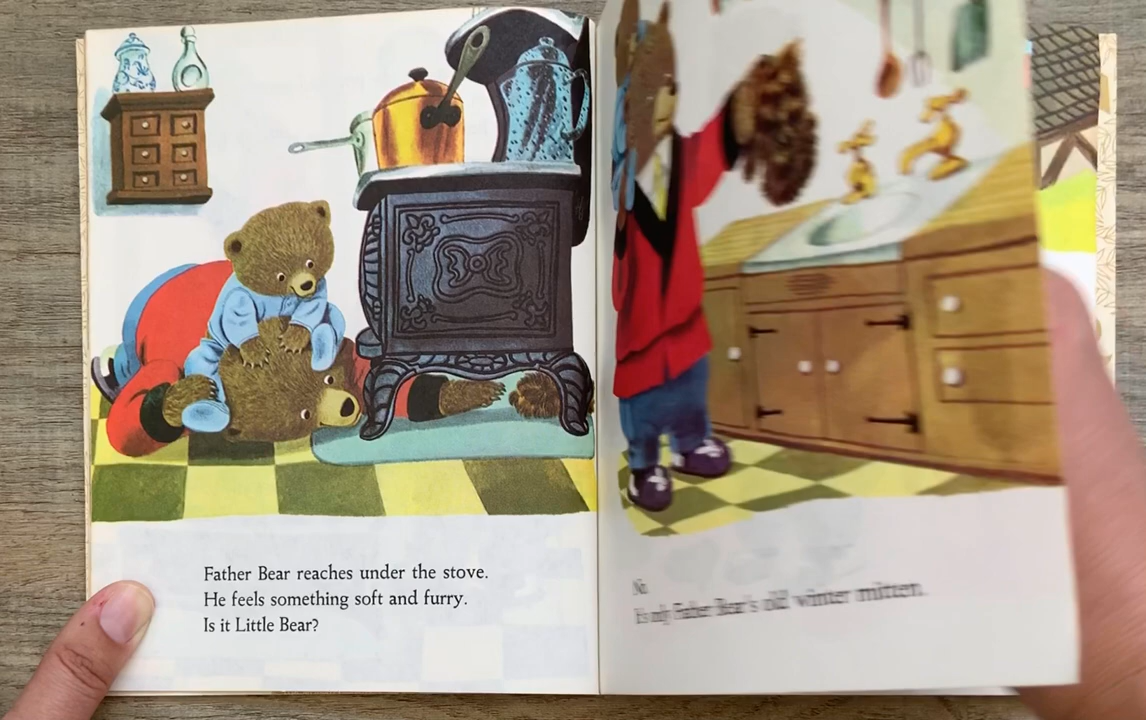 Father Bear reaches under the stove.
He feels something soft and furry.
Is it Little Bear?
No.
It's only Father Bear's old winter mitten.